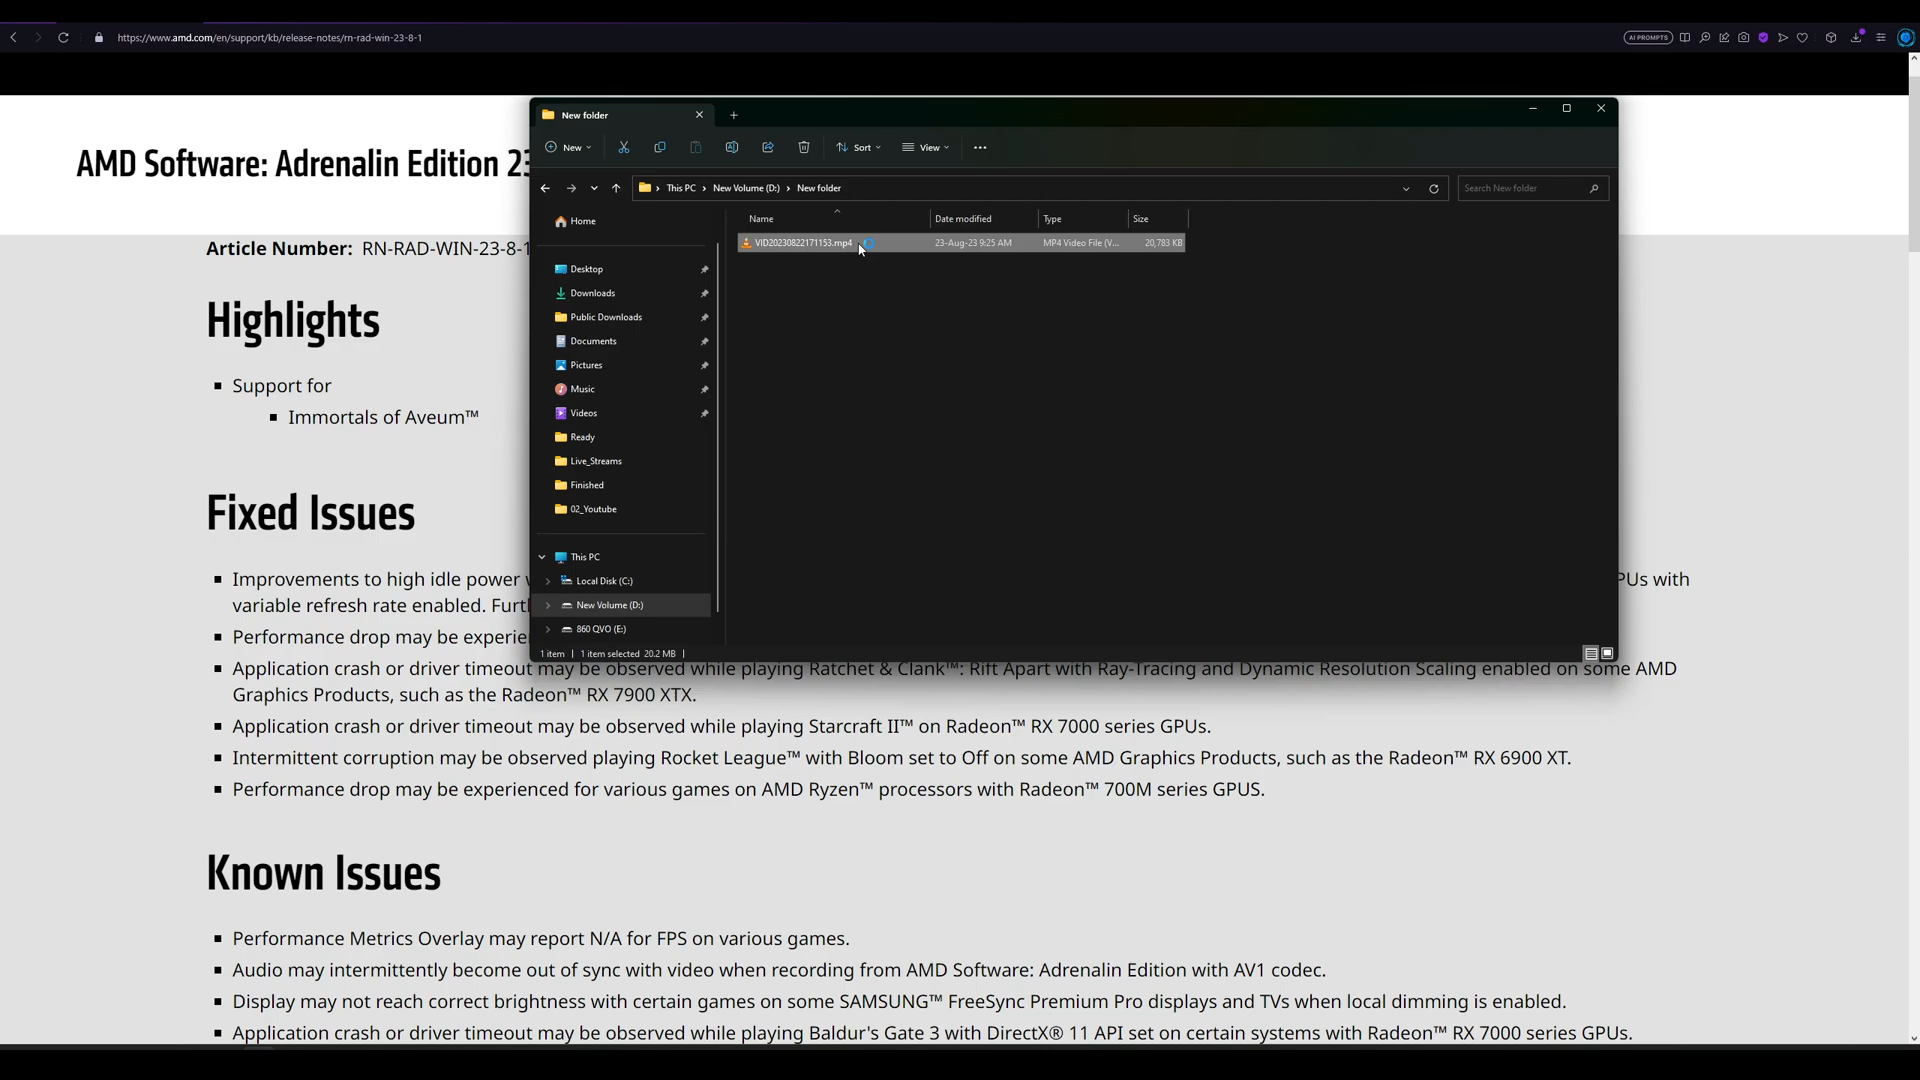 https://www.amd.com/en/support/kb/release-notes/rn-rad-win-23-8-1
AI PROMPTS
AMD Software: Adrenalin Edition 23
Article Number: RN-RAD-WIN-23-8-1
Highlights
Support for
Immortals of Aveum™
Fixed Issues
Improvements to high idle power
PUs with
variable refresh rate enabled. Furt
Performance drop may be experie
Application crash or driver timeout may be observed while playing Ratchet & Clank™: Rift Apart with Ray-Tracing and Dynamic Resolution Scaling enabled on some AMD
Graphics Products, such as the Radeon™ RX 7900 XTX.
Application crash or driver timeout may be observed while playing Starcraft II™ on Radeon™ RX 7000 series GPUs.
Intermittent corruption may be observed playing Rocket League™ with Bloom set to Off on some AMD Graphics Products, such as the Radeon™ RX 6900 XT.
Performance drop may be experienced for various games on AMD Ryzen™ processors with Radeon™ 700M series GPUS.
Known Issues
Performance Metrics Overlay may report N/A for FPS on various games.
Audio may intermittently become out of sync with video when recording from AMD Software: Adrenalin Edition with AV1 codec.
Display may not reach correct brightness with certain games on some SAMSUNG™ FreeSync Premium Pro displays and TVs when local dimming is enabled.
Application crash or driver timeout may be observed while playing Baldur's Gate 3 with DirectX® 11 API set on certain systems with Radeon™ RX 7000 series GPUs.
New folder
New
Sort
View
This PC
New Volume (D:)
New folder
Search New folder
Name
Date modified
Type
Size
VID20230822171153.mp4
23-Aug-23 9:25 AM
MP4 Video File (V...
20,783 KB
Home
Desktop
Downloads
Public Downloads
Documents
Pictures
Music
Videos
Ready
Live_Streams
Finished
02_Youtube
This PC
Local Disk (C:)
New Volume (D:)
860 QVO (E:)
1 item
1 item selected 20.2 MB